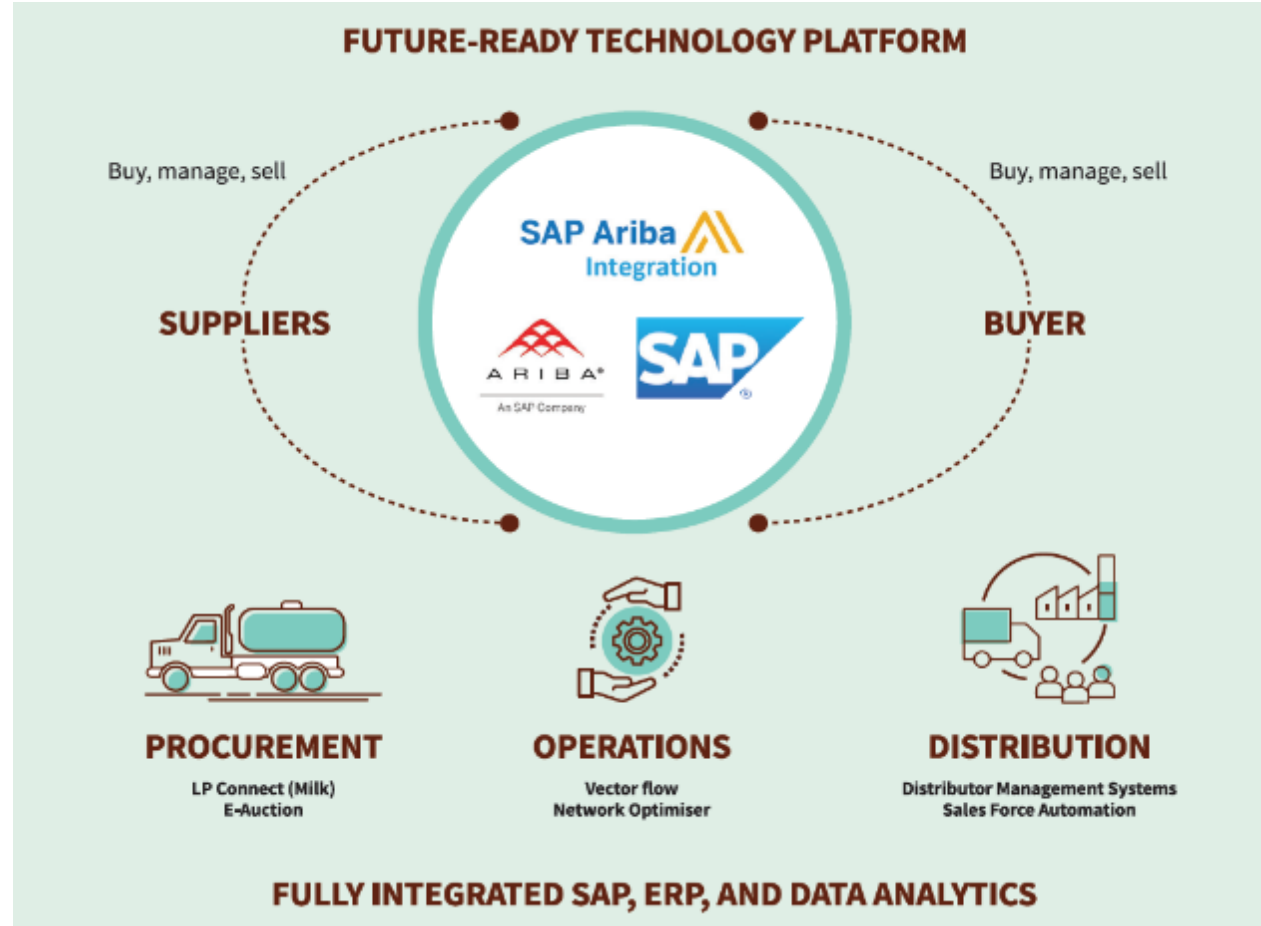 FUTURE-READY TECHNOLOGY PLATFORM
Buy, manage, sell
Buy, manage, sell
SAP Ariba
Integration
SUPPLIERS
BUYER
ARIBA®
An SAP Company
SAP
®
PROCUREMENT
LP Connect (Milk)
E-Auction
OPERATIONS
Vector flow
Network Optimiser
DISTRIBUTION
Distributor Management Systems
Sales Force Automation
FULLY INTEGRATED SAP, ERP, AND DATA ANALYTICS